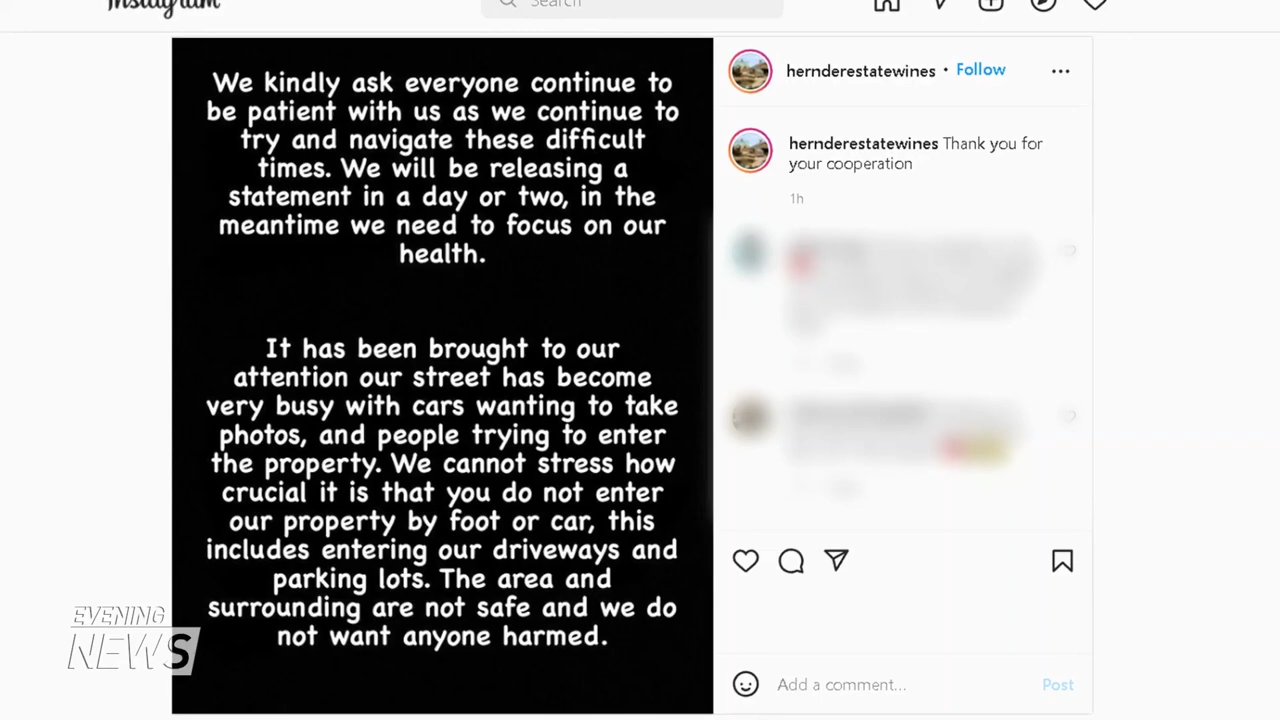 Instagram
Search
We kindly ask everyone continue to
be patient with us as we continue to
try and navigate these difficult
times. We will be releasing a
statement in a day or two, in the
meantime we need to focus on our
health.
It has been brought to our
attention our street has become
very busy with cars wanting to take
photos, and people trying to enter
the property. We cannot stress how
crucial it is that you do not enter
our property by foot or car, this
includes entering our driveways and
parking lots. The area and
surrounding are not safe and we do
not want anyone harmed.
hernderestatewines • Follow
hernderestatewines Thank you for
your cooperation
1h
Add a comment...
Post
EVENING
NEWS